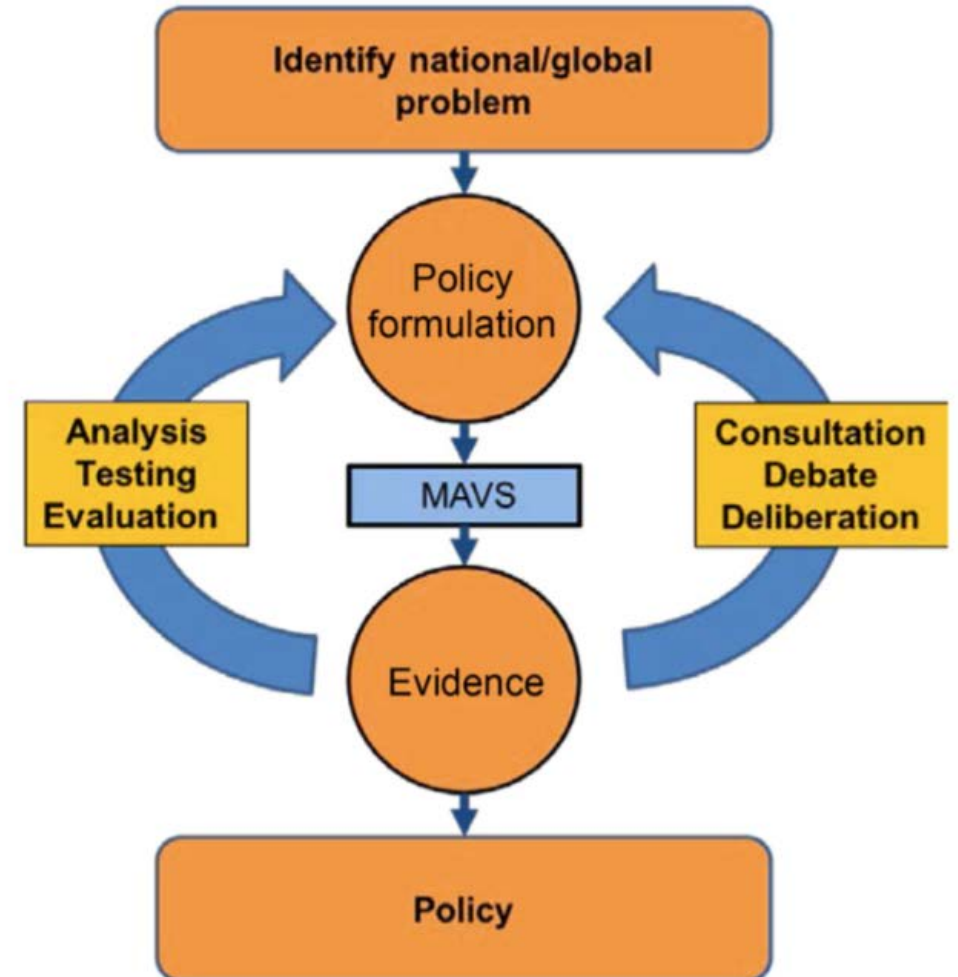 Identify national/global
problem
Policy
formulation
Analysis
Testing
Evaluation
Consultation
Debate
Deliberation
MAVS
Evidence
Policy